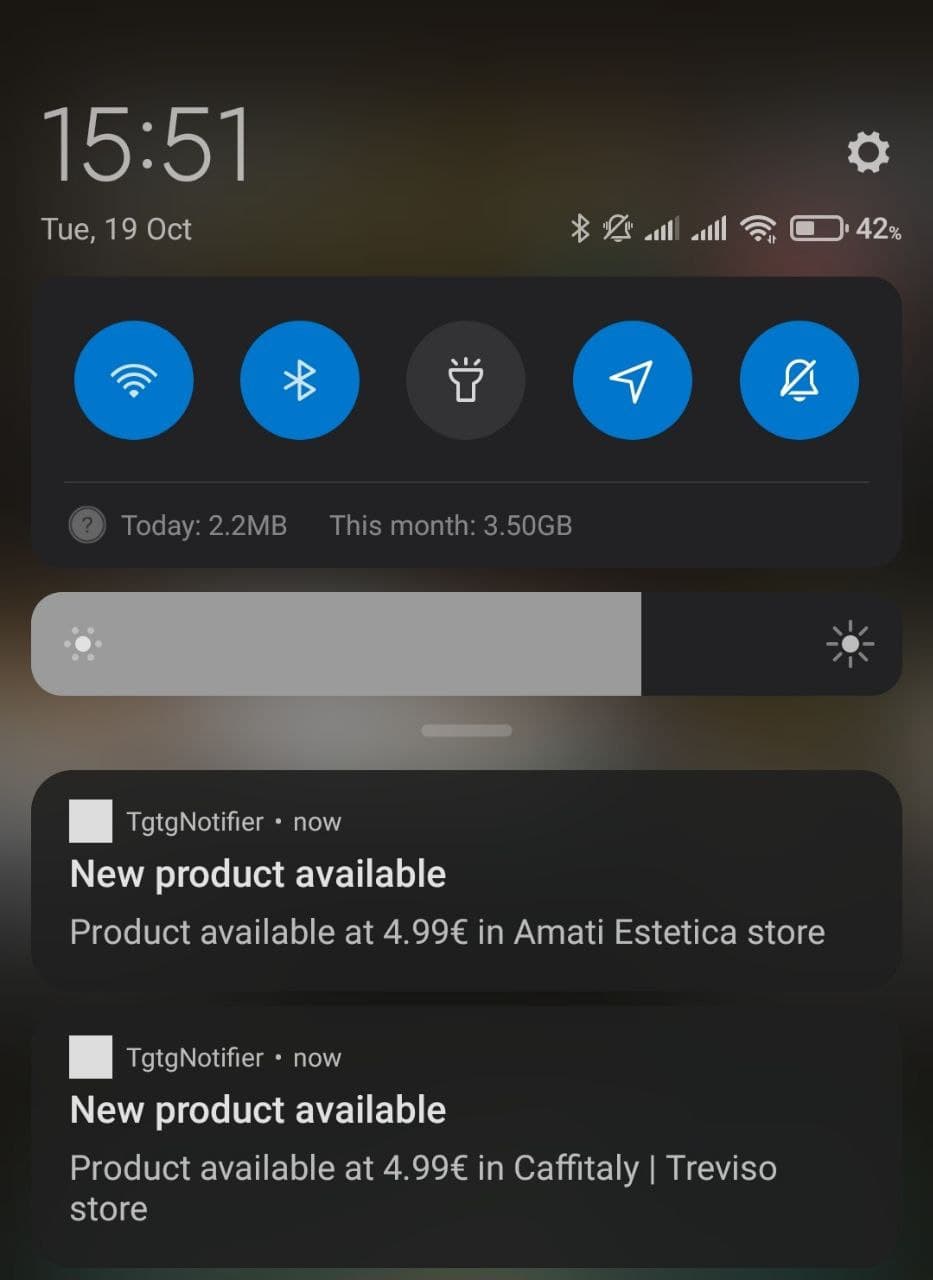 15:51
Tue, 19 Oct
42%
? Today: 2.2MB This month: 3.50GB
TgtgNotifier • now
New product available
Product available at 4.99€ in Amati Estetica store
TgtgNotifier • now
New product available
Product available at 4.99€ in Caffitaly | Treviso
store